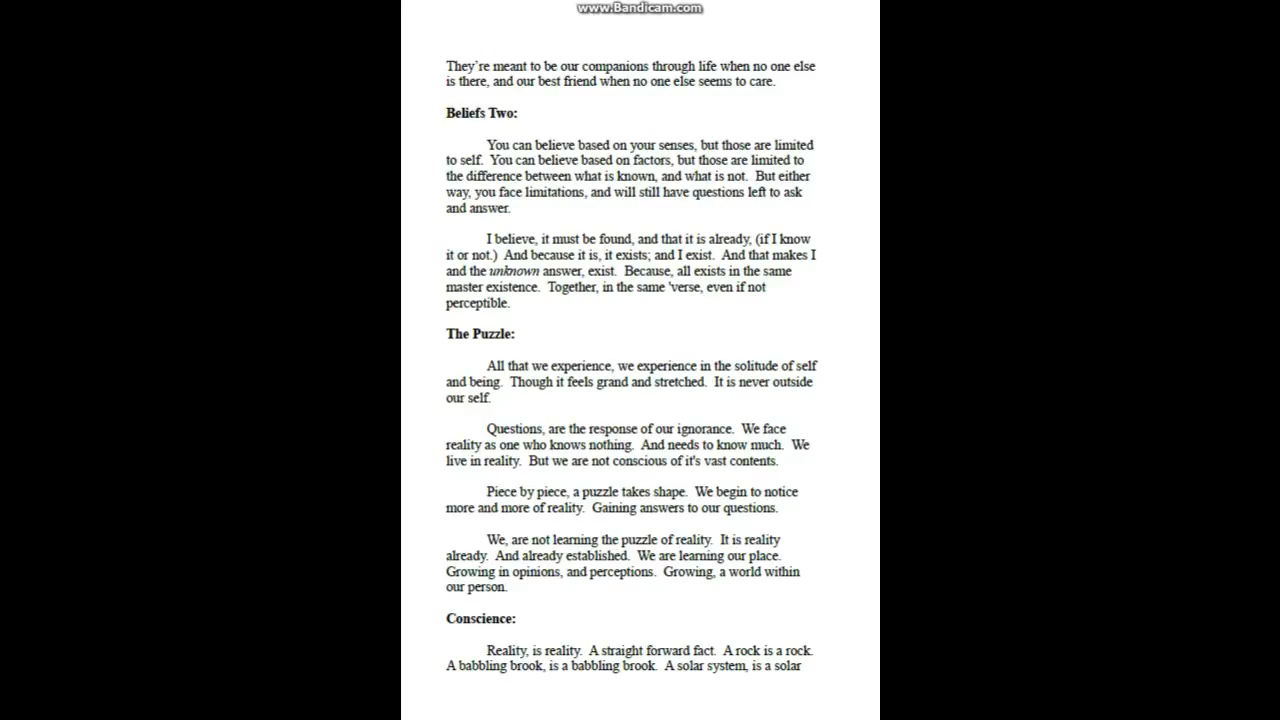 www.Bandicam.com
They're meant to be our companions through life when no one else
is there, and our best friend when no one else seems to care.
Beliefs Two:
You can believe based on your senses, but those are limited
to self.  You can believe based on factors, but those are limited to
the difference between what is known, and what is not.  But either
way, you face limitations, and will still have questions left to ask
and answer.
I believe, it must be found, and that it is already, (if I know
it or not.)  And because it is, it exists; and I exist.  And that makes I
and the unknown answer, exist.  Because, all exists in the same
master existence.  Together, in the same 'verse, even if not
perceptible.
The Puzzle:
All that we experience, we experience in the solitude of self
and being.  Though it feels grand and stretched.  It is never outside
our self.
Questions, are the response of our ignorance.  We face
reality as one who knows nothing.  And needs to know much.  We
live in reality.  But we are not conscious of it's vast contents.
Piece by piece, a puzzle takes shape.  We begin to notice
more and more of reality.  Gaining answers to our questions.
We, are not learning the puzzle of reality.  It is reality
already.  And already established.  We are learning our place.
Growing in opinions, and perceptions.  Growing, a world within
our person.
Conscience:
Reality, is reality.  A straight forward fact.  A rock is a rock.
A babbling brook, is a babbling brook.  A solar system, is a solar